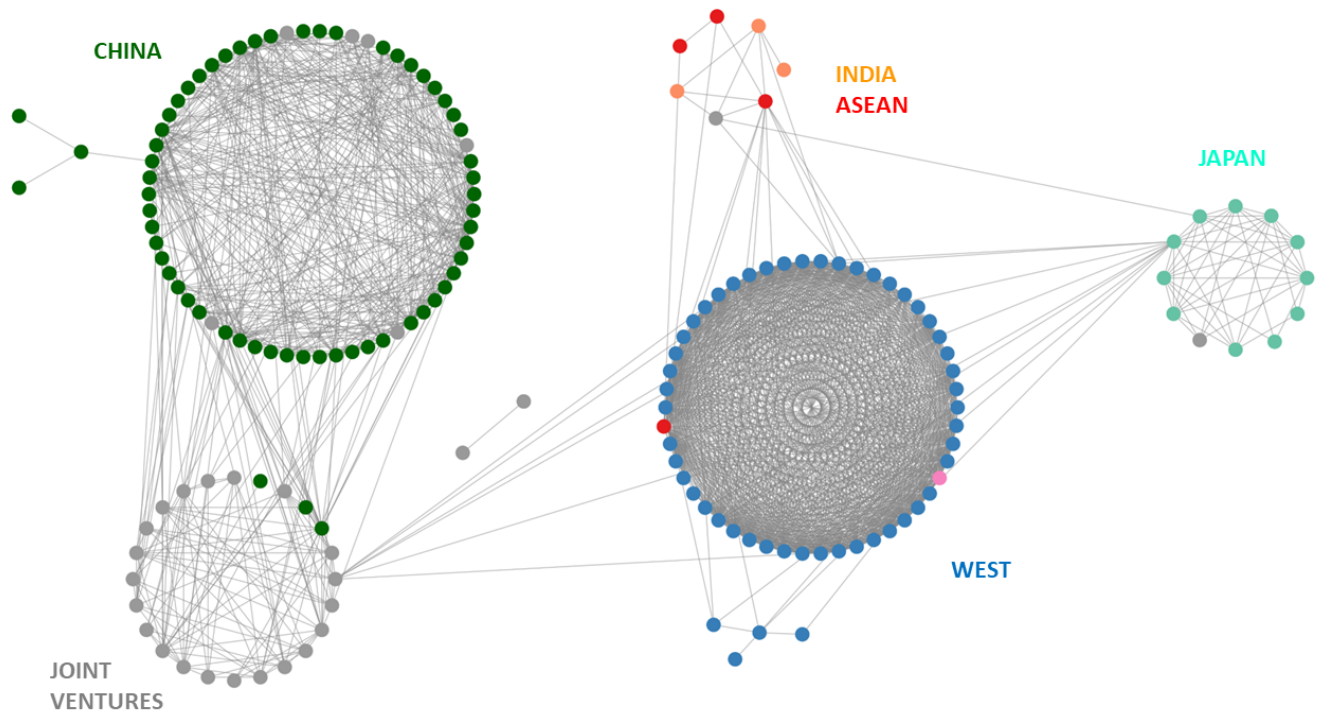 CHINA
INDIA
ASEAN
JAPAN
WEST
JOINT
VENTURES